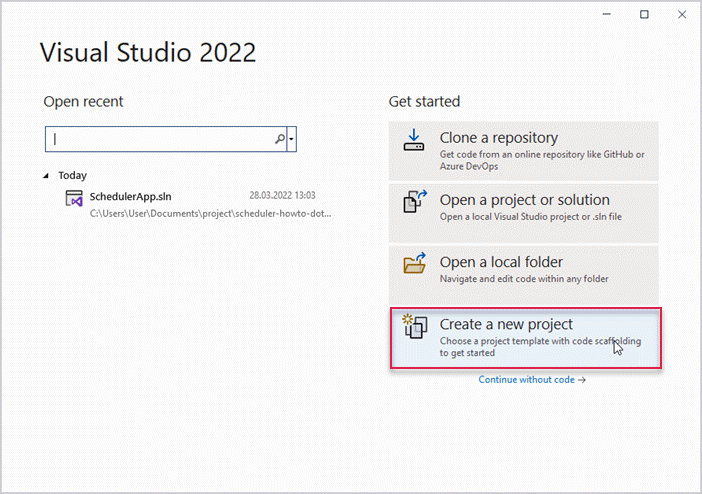 Visual Studio 2022
Open recent
Today
SchedulerApp.sln 28.03.2022 13:03
C:\Users\User\Documents\project\scheduler-howto-dot...
Get started
Clone a repository
Get code from an online repository like GitHub or
Azure DevOps
Open a project or solution
Open a local Visual Studio project or .sln file
Open a local folder
Navigate and edit code within any folder
Create a new project
Choose a project template with code scaffolding
to get started
Continue without code →